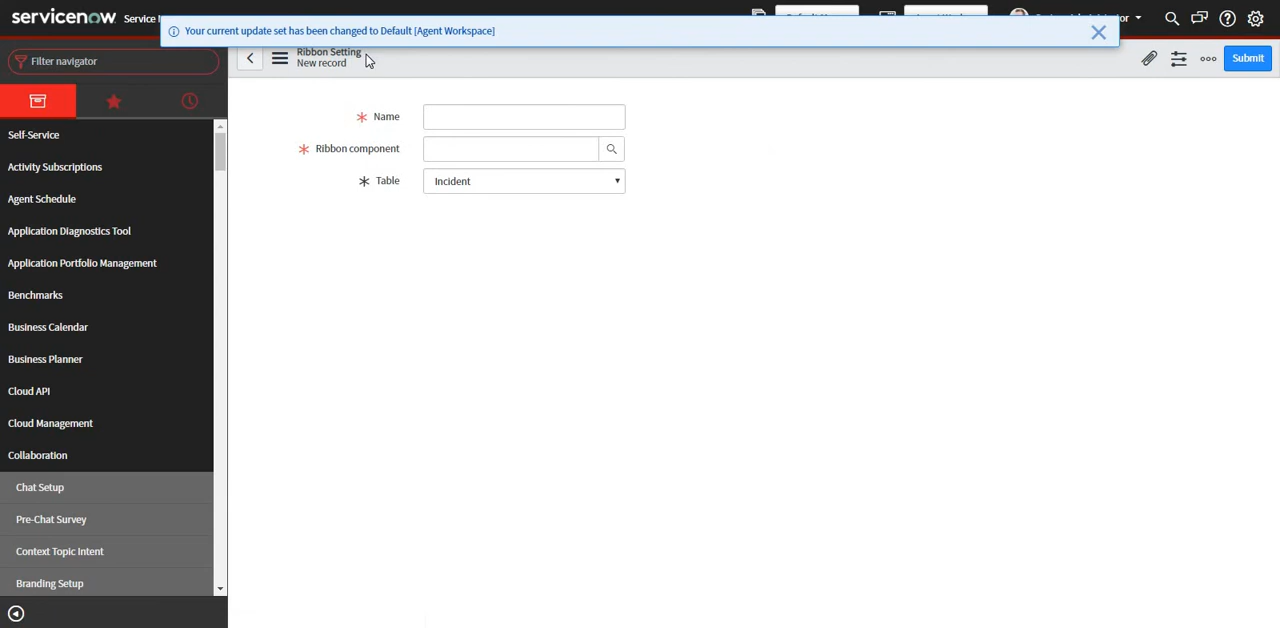 servicenow Service
Your current update set has been changed to Default [Agent Workspace]
Filter navigator
Ribbon Setting
New record
Submit
Name
Ribbon component
Table
Incident
Self-Service
Activity Subscriptions
Agent Schedule
Application Diagnostics Tool
Application Portfolio Management
Benchmarks
Business Calendar
Business Planner
Cloud API
Cloud Management
Collaboration
Chat Setup
Pre-Chat Survey
Context Topic Intent
Branding Setup